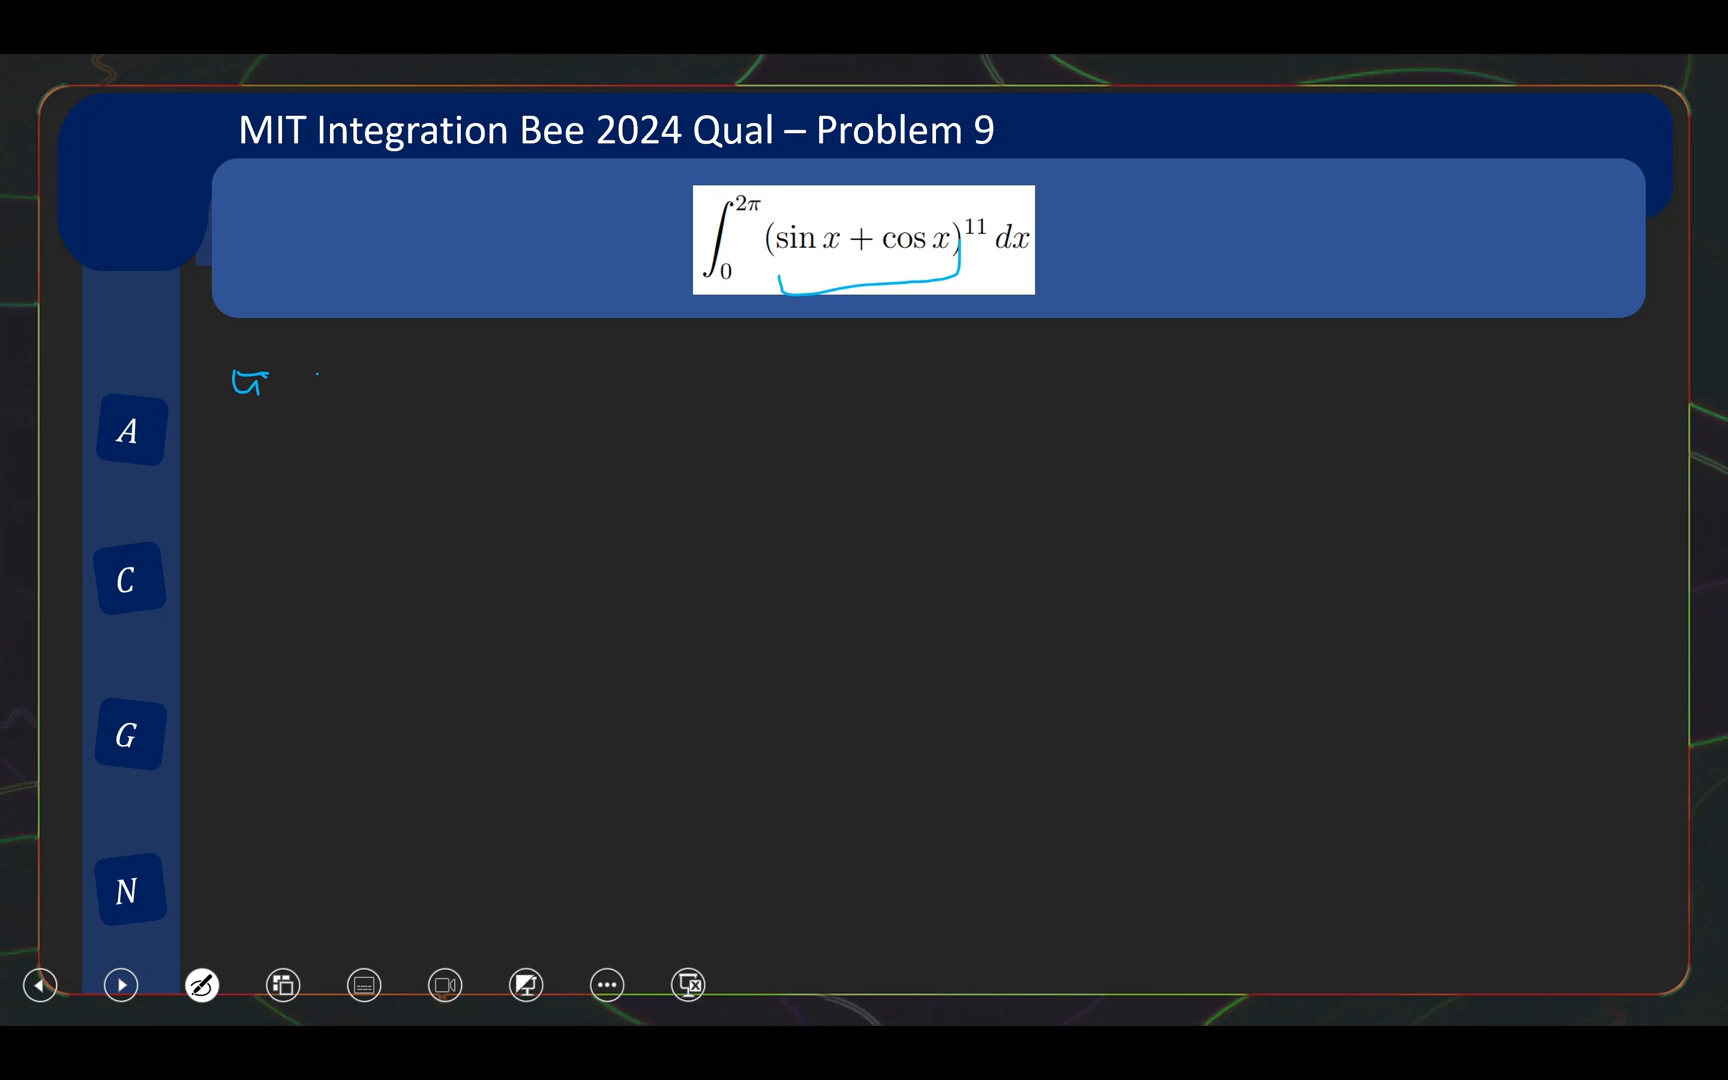 MIT Integration Bee 2024 Qual – Problem 9
∫₀^{2π} (sin x + cos x)^{11} dx
A
C
G
N